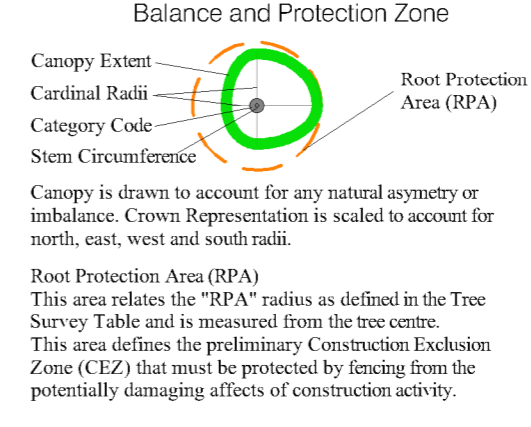 Balance and Protection Zone
Canopy Extent
Cardinal Radii
Category Code
Stem Circumference
Root Protection
Area (RPA)
Canopy is drawn to account for any natural asymetry or
imbalance. Crown Representation is scaled to account for
north, east, west and south radii.
Root Protection Area (RPA)
This area relates the "RPA" radius as defined in the Tree
Survey Table and is measured from the tree centre.
This area defines the preliminary Construction Exclusion
Zone (CEZ) that must be protected by fencing from the
potentially damaging affects of construction activity.